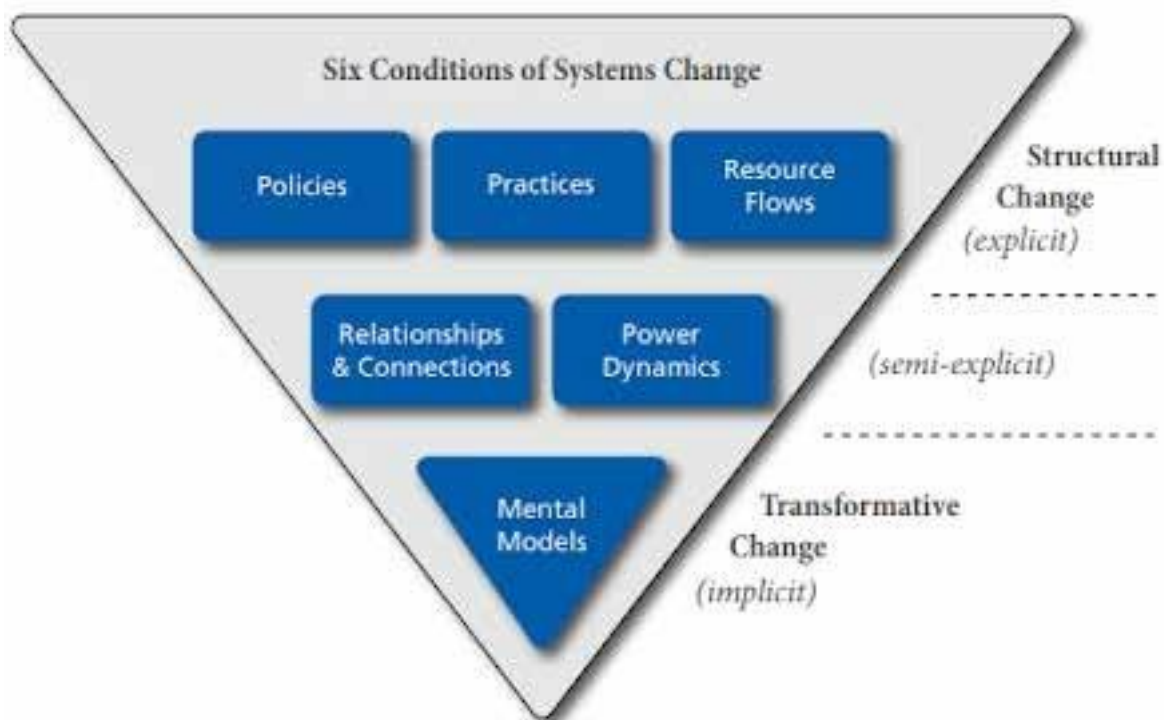 Six Conditions of Systems Change
Policies
Practices
Resource
Flows
Structural
Change
(explicit)
Relationships
& Connections
Power
Dynamics
(semi-explicit)
Mental
Models
Transformative
Change
(implicit)